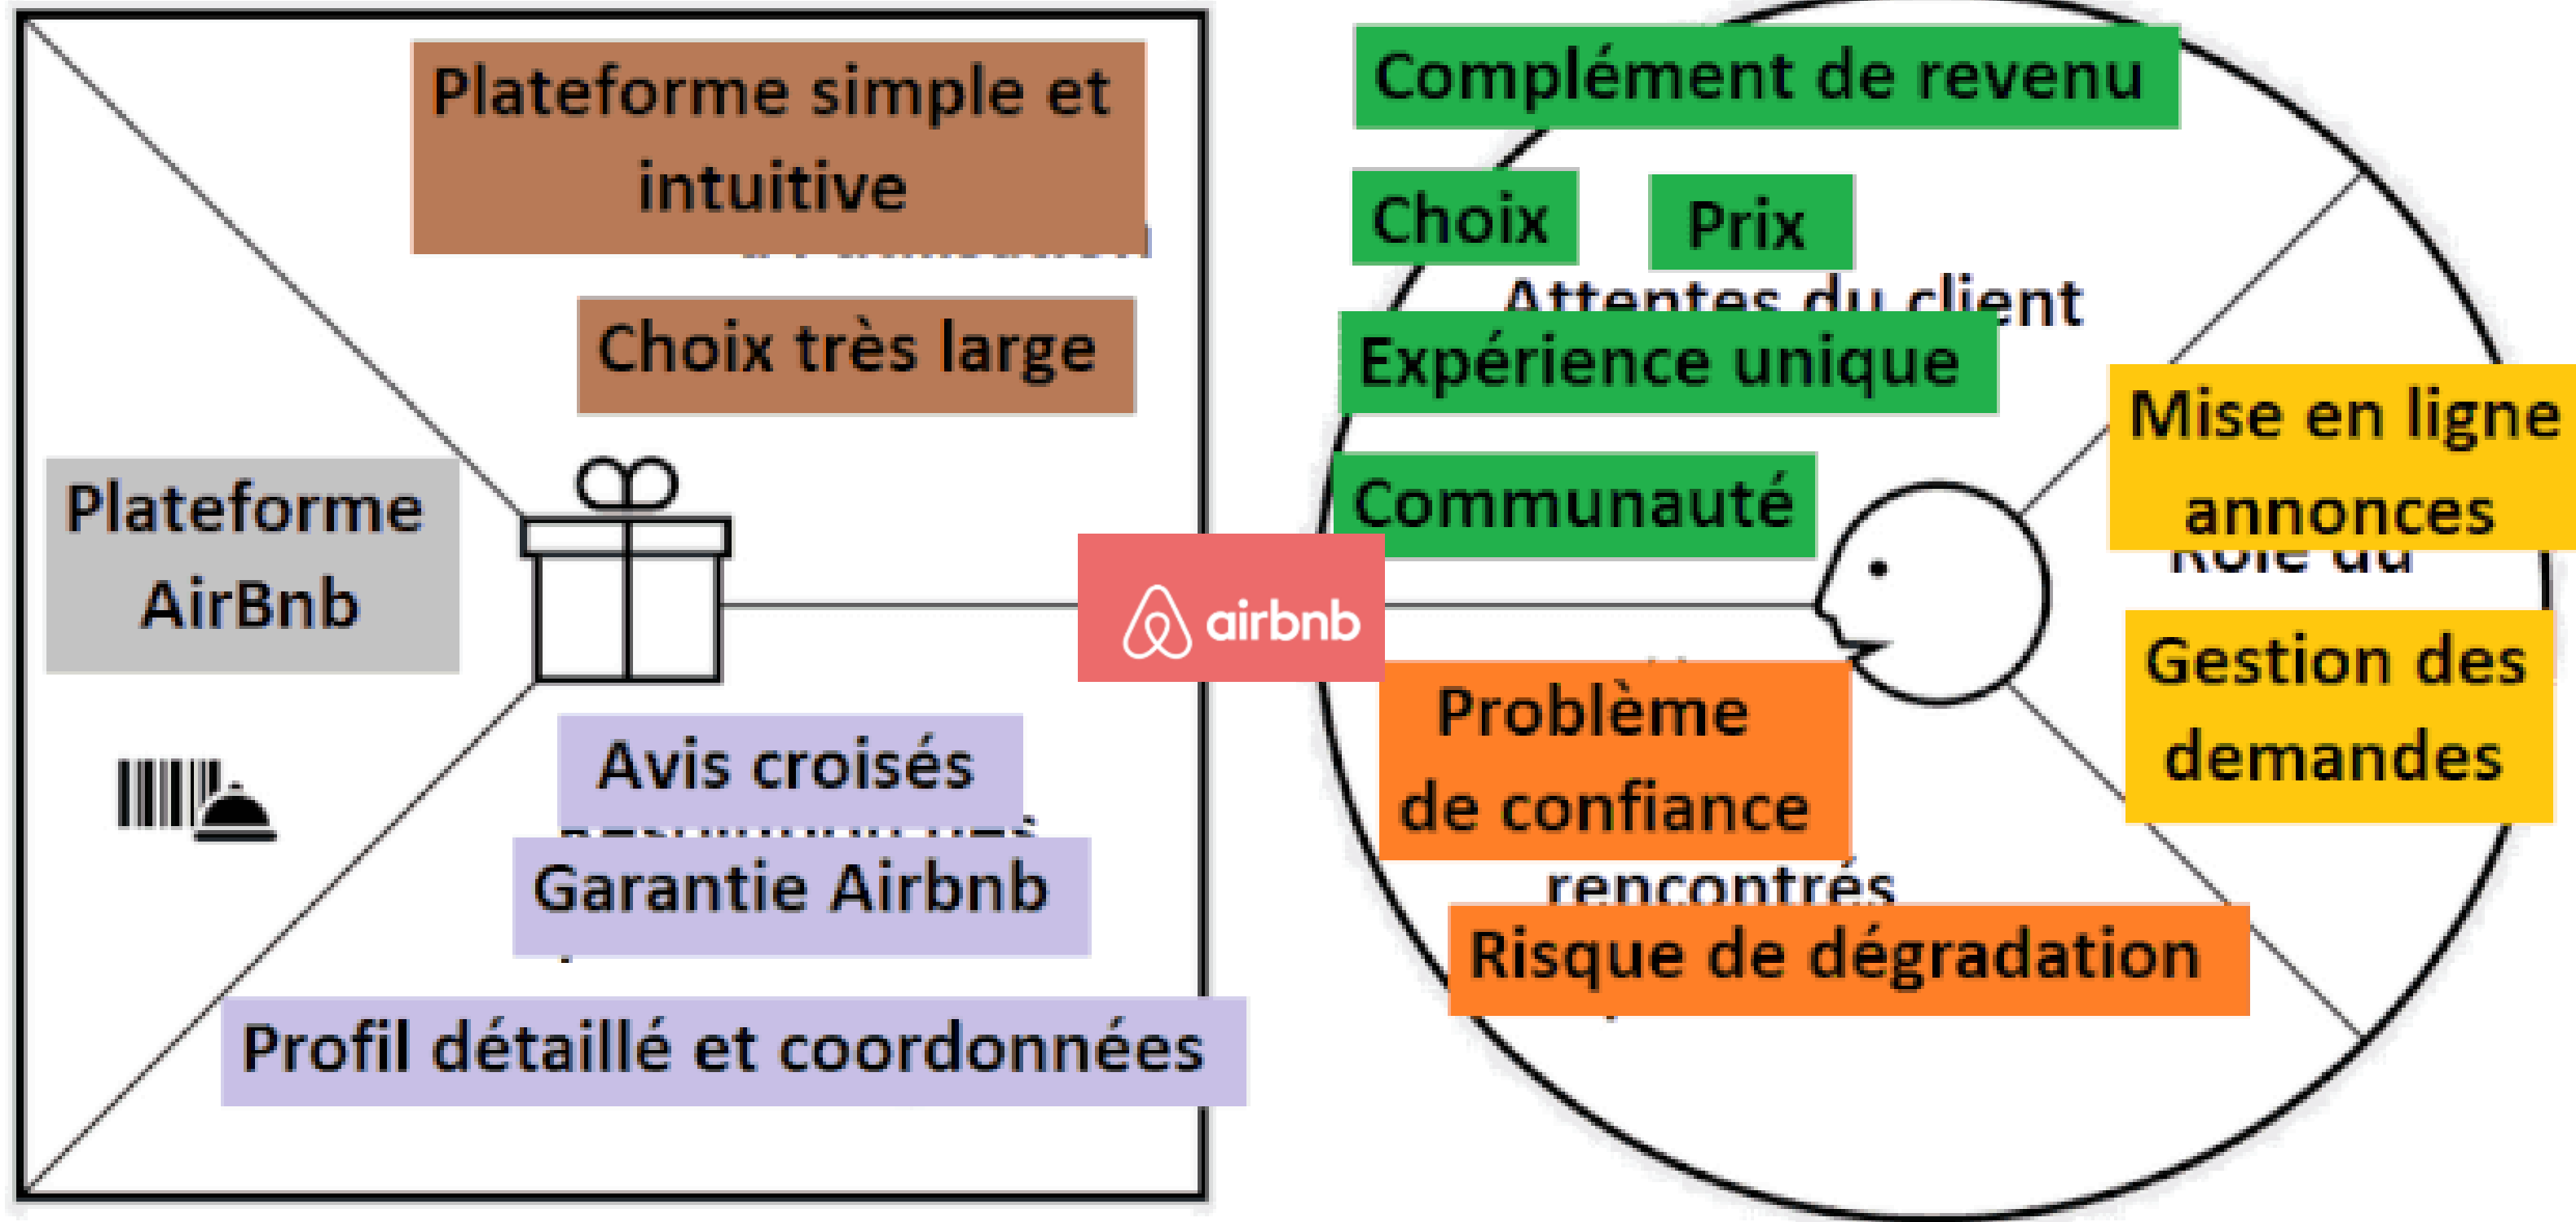 Plateforme simple et
intuitive
Choix très large
Plateforme
AirBnb
Avis croisés
Garantie Airbnb
Profil détaillé et coordonnées
airbnb
Complément de revenu
Choix
Prix
Attentes du client
Expérience unique
Communauté
Mise en ligne
annonces
Rôle du
Gestion des
demandes
Problème
de confiance
rencontrés
Risque de dégradation